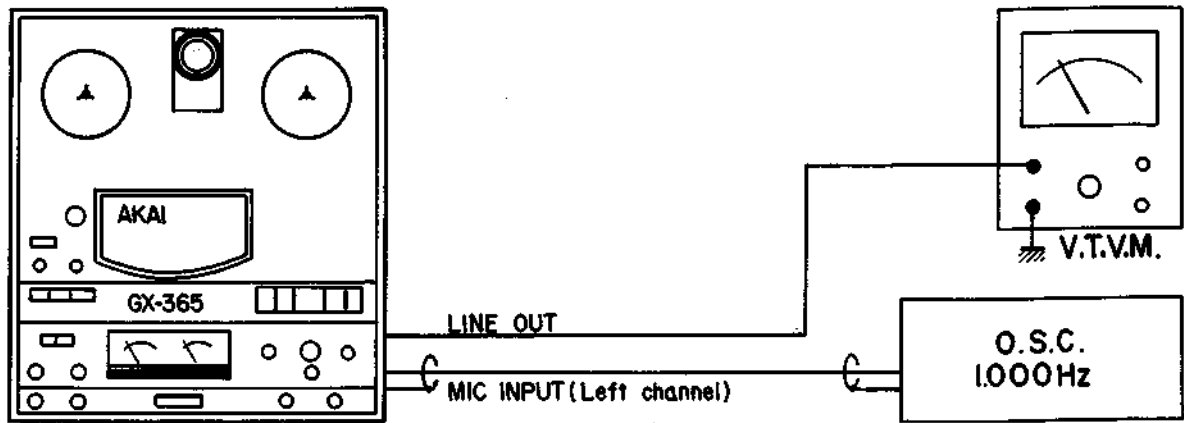 AKAI
GX-365
LINE OUT
MIC INPUT (Left channel)
V.T.V.M.
O.S.C.
1.000Hz